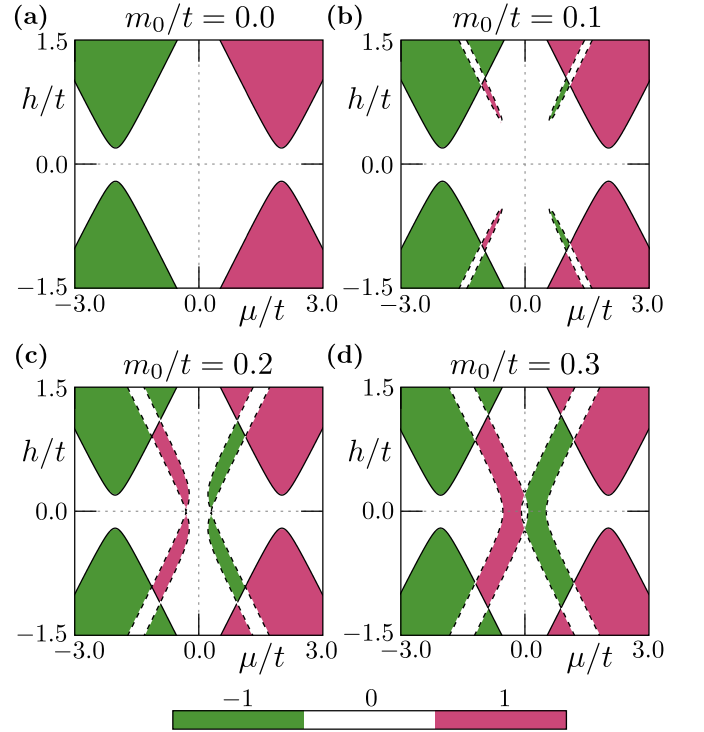 (a) m₀/t = 0.0 (b) m₀/t = 0.1
1.5 1.5
h/t h/t
0.0 0.0
−1.5 −1.5
−3.0 0.0 μ/t 3.0 −3.0 0.0 μ/t 3.0
(c) m₀/t = 0.2 (d) m₀/t = 0.3
1.5 1.5
h/t h/t
0.0 0.0
−1.5 −1.5
−3.0 0.0 μ/t 3.0 −3.0 0.0 μ/t 3.0
−1 0 1